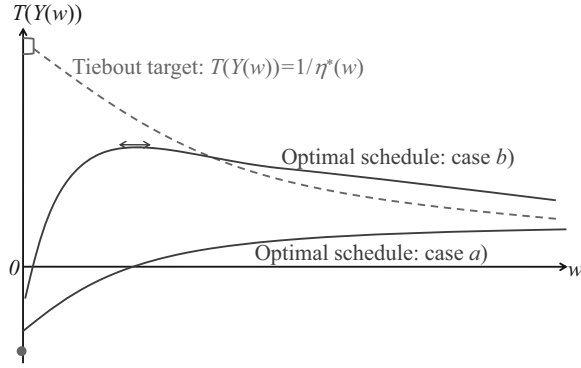 T(Y(w))
Tiebout target: T(Y(w))=1/η*(w)
Optimal schedule: case b)
Optimal schedule: case a)
0
w